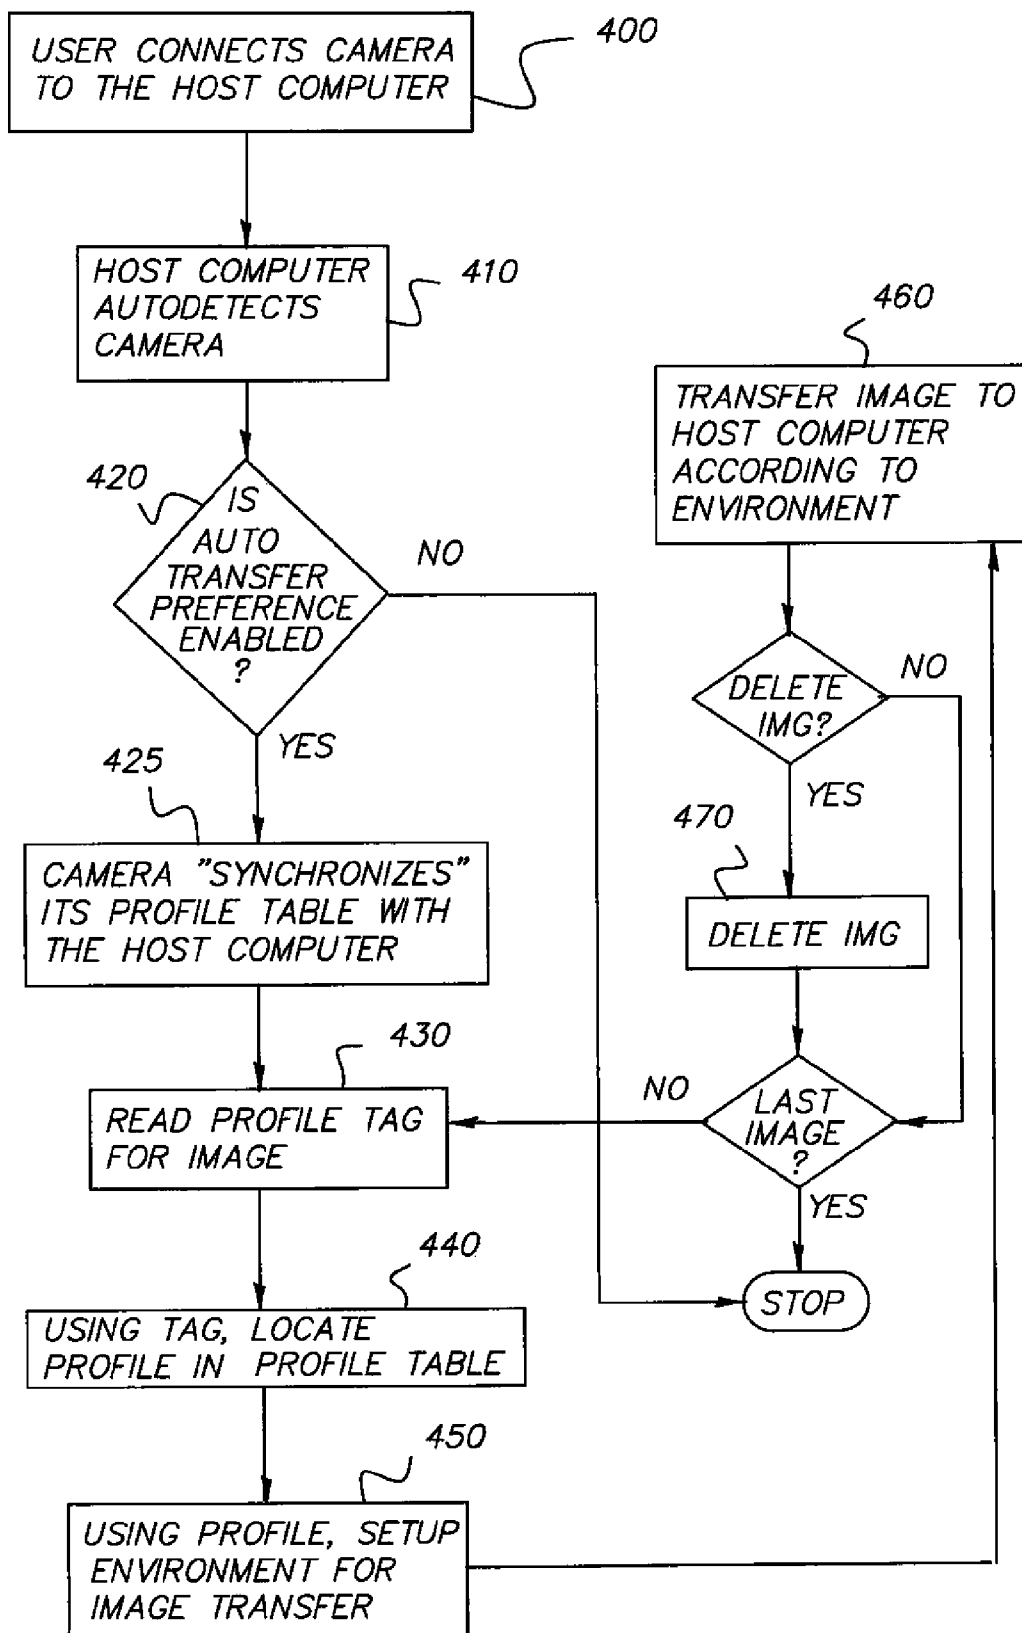 400
USER CONNECTS CAMERA
TO THE HOST COMPUTER
410
HOST COMPUTER
AUTODETECTS
CAMERA
420
IS
AUTO
TRANSFER
PREFERENCE
ENABLED
?
NO
YES
425
CAMERA "SYNCHRONIZES"
ITS PROFILE TABLE WITH
THE HOST COMPUTER
430
READ PROFILE TAG
FOR IMAGE
440
USING TAG, LOCATE
PROFILE IN PROFILE TABLE
450
USING PROFILE, SETUP
ENVIRONMENT FOR
IMAGE TRANSFER
460
TRANSFER IMAGE TO
HOST COMPUTER
ACCORDING TO
ENVIRONMENT
DELETE
IMG?
NO
YES
470
DELETE IMG
LAST
IMAGE
?
NO
YES
STOP